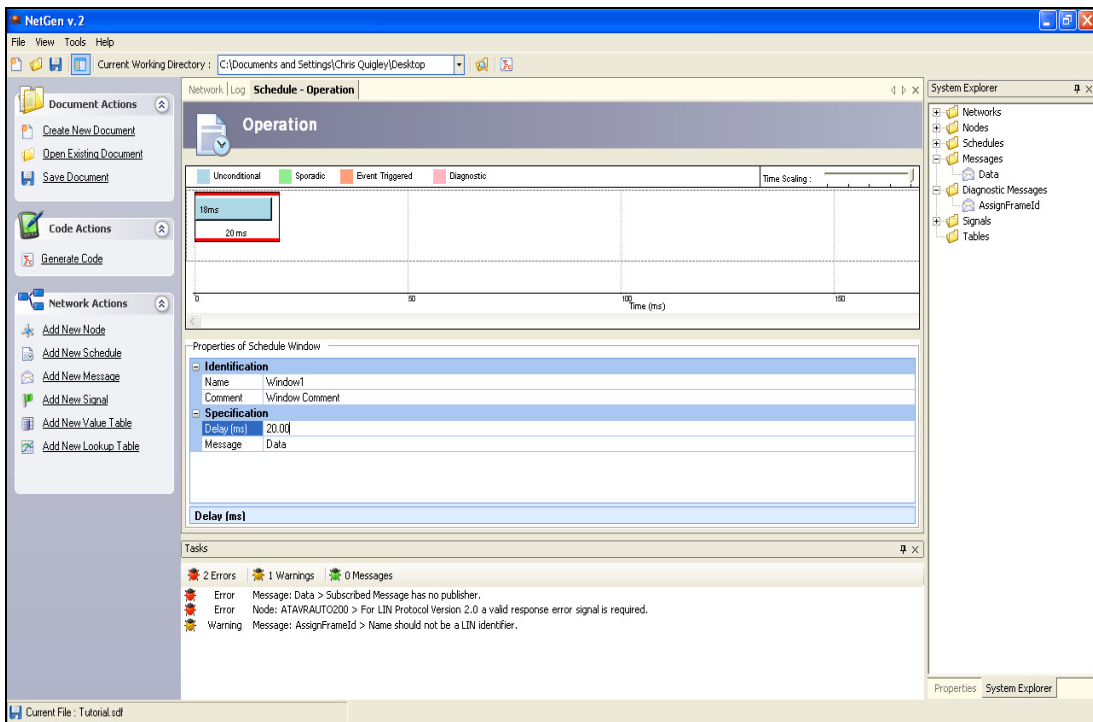 NetGen v.2
File View Tools Help
Current Working Directory : C:\Documents and Settings\Chris Quigley\Desktop
Document Actions
Create New Document
Open Existing Document
Save Document
Code Actions
Generate Code
Network Actions
Add New Node
Add New Schedule
Add New Message
Add New Signal
Add New Value Table
Add New Lookup Table
Network Log Schedule - Operation
Operation
Unconditional Sporadic Event Triggered Diagnostic Time Scaling :
18ms
20 ms
0 50 100 150
Time (ms)
Properties of Schedule Window
Identification
Name Window1
Comment Window Comment
Specification
Delay (ms) 20.00
Message Data
Delay (ms)
Tasks
2 Errors 1 Warnings 0 Messages
Error Message: Data > Subscribed Message has no publisher.
Error Node: ATAVRAUTO200 > For LIN Protocol Version 2.0 a valid response error signal is required.
Warning Message: AssignFrameId > Name should not be a LIN identifier.
System Explorer
Networks
Nodes
Schedules
Messages
Data
Diagnostic Messages
AssignFrameId
Signals
Tables
Properties System Explorer
Current File : Tutorial.sdf